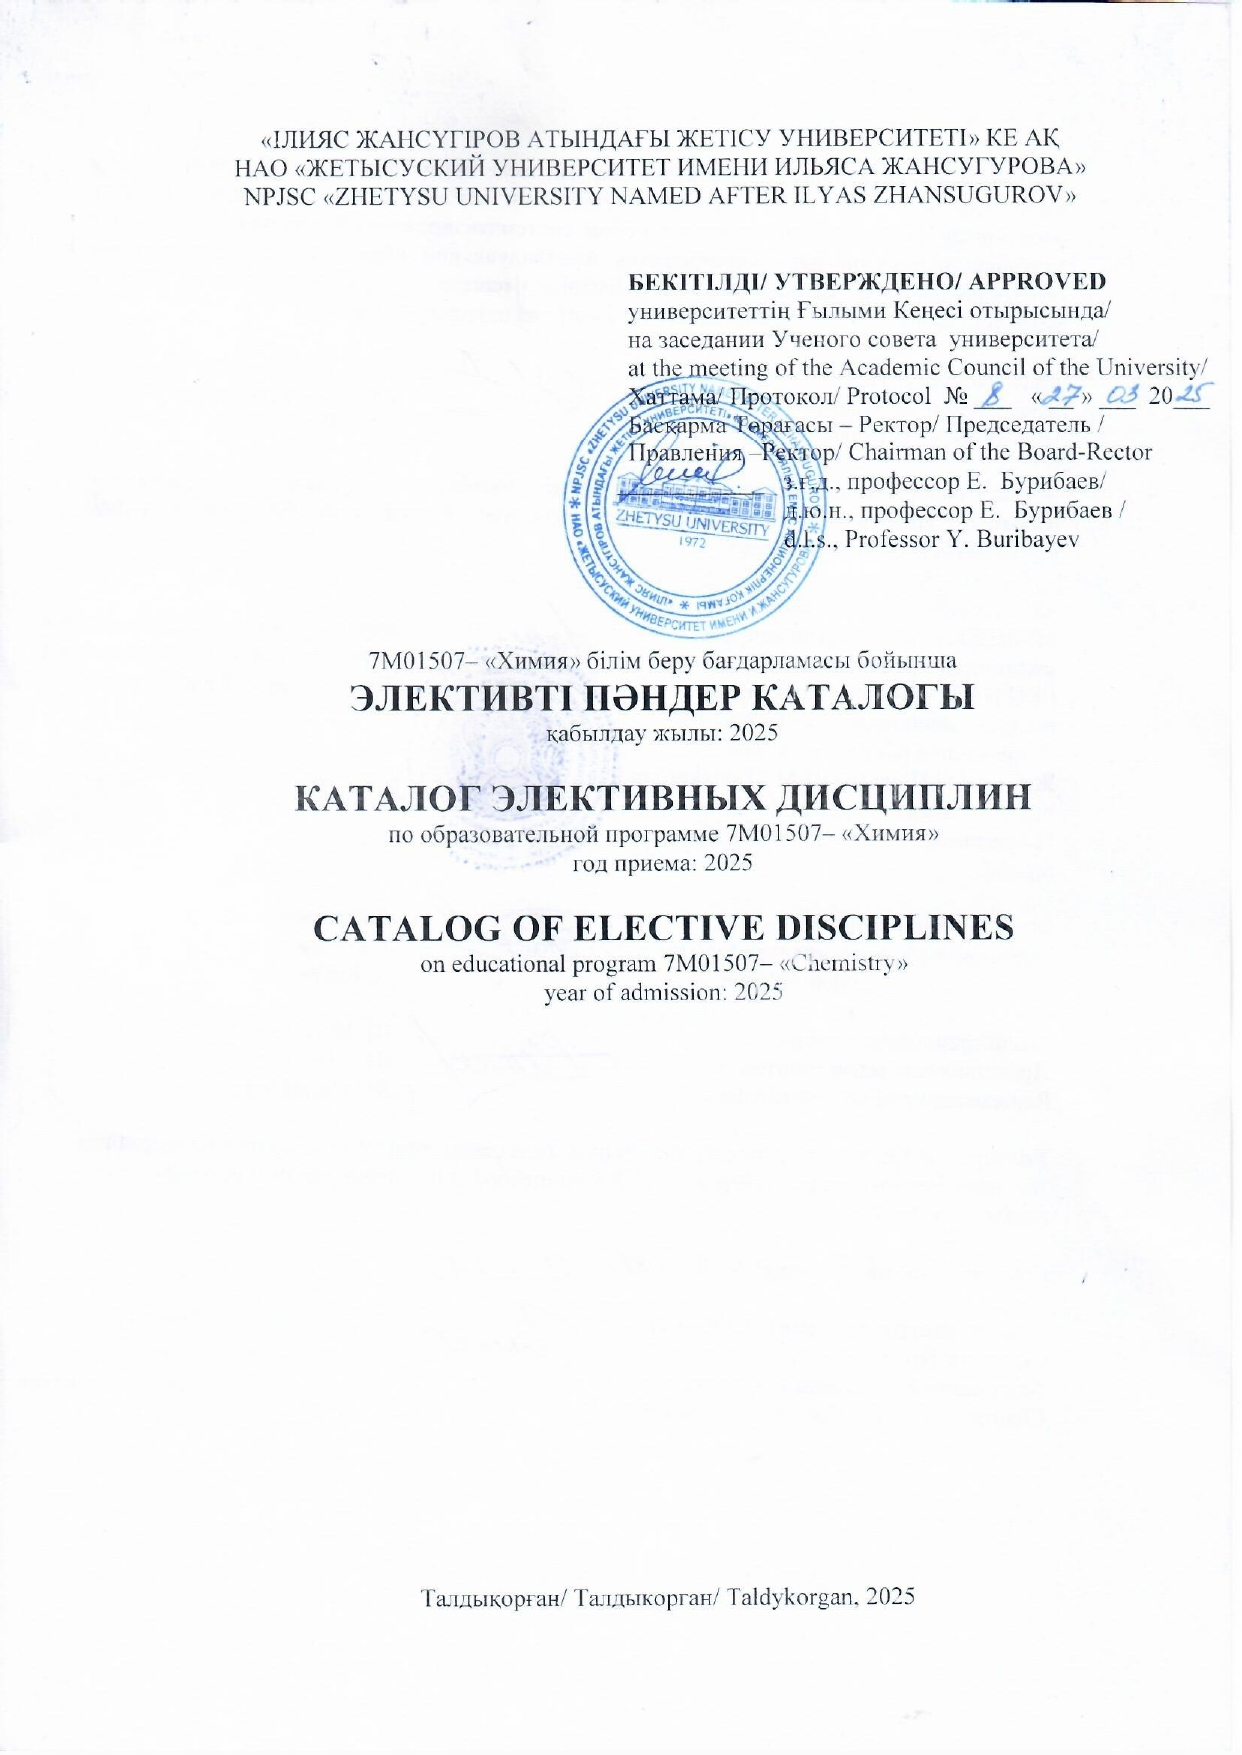 «ІЛИЯС ЖАНСҮГІРОВ АТЫНДАҒЫ ЖЕТІСУ УНИВЕРСИТЕТІ» КЕ АҚ
НАО «ЖЕТЫСУСКИЙ УНИВЕРСИТЕТ ИМЕНИ ИЛЬЯСА ЖАНСУГУРОВА»
NPJSC «ZHETYSU UNIVERSITY NAMED AFTER ILYAS ZHANSUGUROV»
БЕКІТІЛДІ/ УТВЕРЖДЕНО/ APPROVED
университеттің Ғылыми Кеңесі отырысында/
на заседании Ученого совета университета/
at the meeting of the Academic Council of the University/
Хаттама/ Протокол/ Protocol № 8 «27» 03 2025
Басқарма Төрағасы – Ректор/ Председатель /
Правления –Ректор/ Chairman of the Board-Rector
з.ғ.д., профессор Е. Бурибаев/
д.ю.н., профессор Е. Бурибаев /
d.l.s., Professor Y. Buribayev
ZHETYSU UNIVERSITY
1972
7M01507– «Химия» білім беру бағдарламасы бойынша
ЭЛЕКТИВТІ ПӘНДЕР КАТАЛОГЫ
қабылдау жылы: 2025
КАТАЛОГ ЭЛЕКТИВНЫХ ДИСЦИПЛИН
по образовательной программе 7M01507– «Химия»
год приема: 2025
CATALOG OF ELECTIVE DISCIPLINES
on educational program 7M01507– «Chemistry»
year of admission: 2025
Талдықорған/ Талдыкорган/ Taldykorgan, 2025